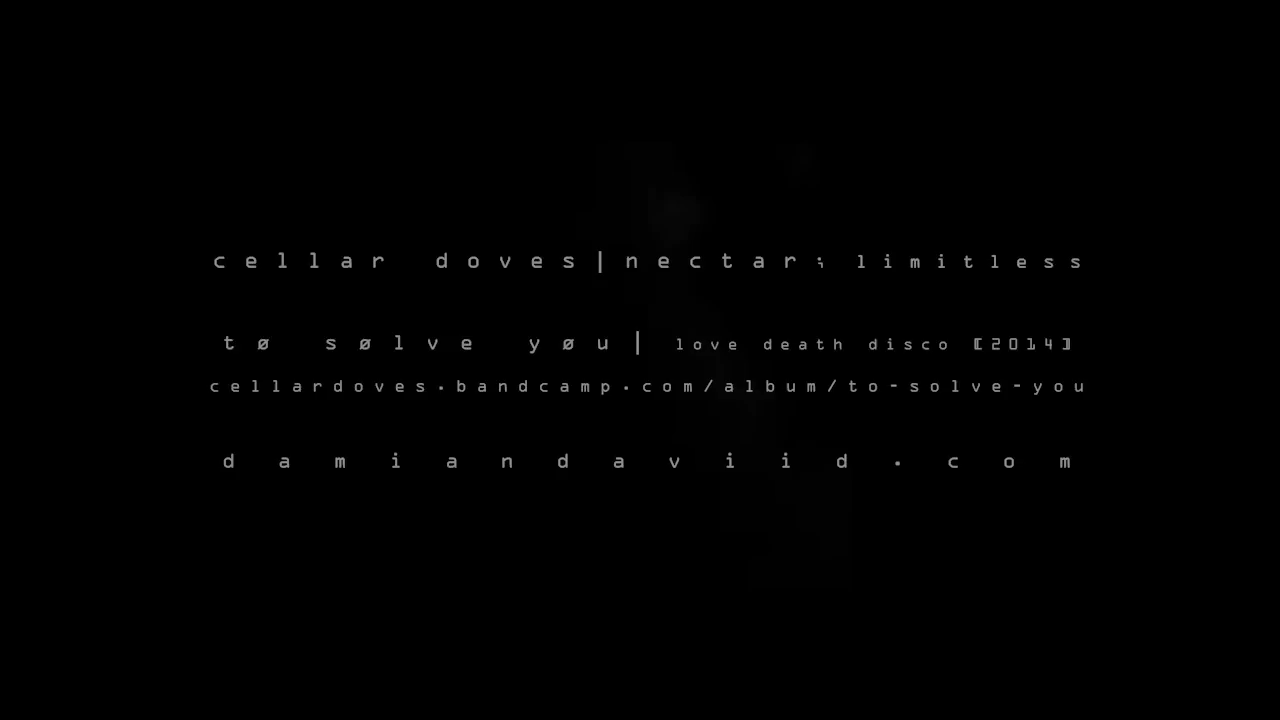 cellar doves|nectar; limitless
tø sølve yøu| love death disco [2014]
cellardoves.bandcamp.com/album/to-solve-you
damiandaviid.com